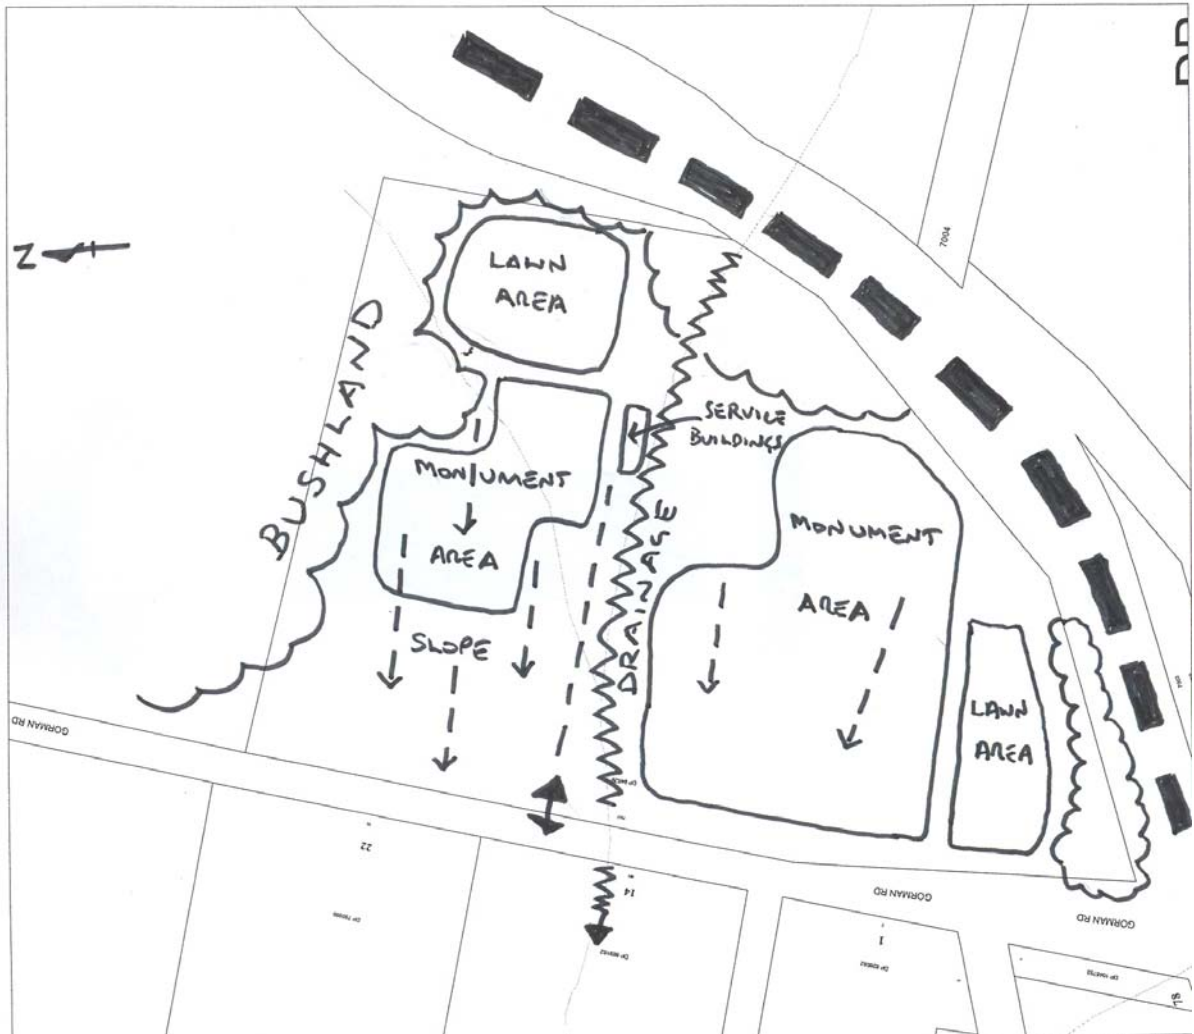 7004
N
LAWN
AREA
BUSHLAND
SERVICE
BUILDINGS
MONUMENT
AREA
DRAINAGE
MONUMENT
AREA
SLOPE
LAWN
AREA
GORMAN RD
22
14
GORMAN RD
GORMAN RD
1
78